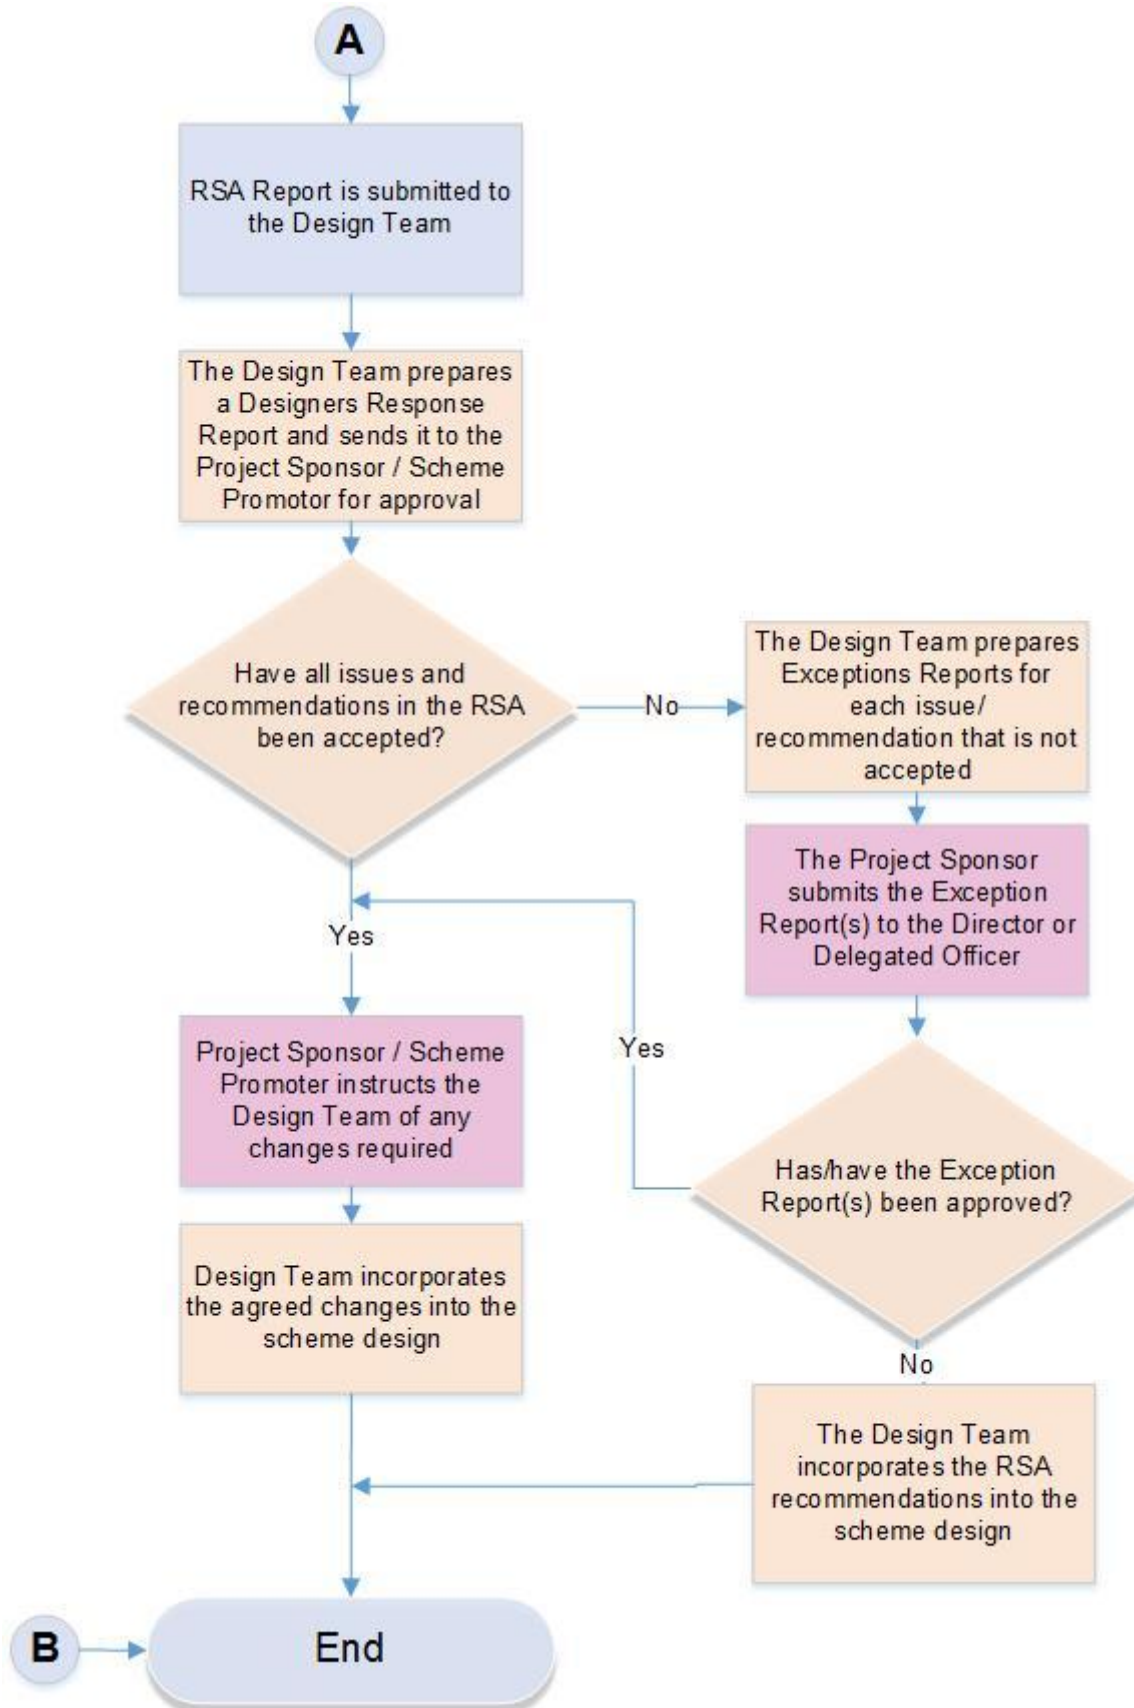 A
RSA Report is submitted to
the Design Team
The Design Team prepares
a Designers Response
Report and sends it to the
Project Sponsor / Scheme
Promotor for approval
Have all issues and
recommendations in the RSA
been accepted?
No
The Design Team prepares
Exceptions Reports for
each issue/
recommendation that is not
accepted
The Project Sponsor
submits the Exception
Report(s) to the Director or
Delegated Officer
Yes
Project Sponsor / Scheme
Promoter instructs the
Design Team of any
changes required
Yes
Has/have the Exception
Report(s) been approved?
Design Team incorporates
the agreed changes into the
scheme design
No
The Design Team
incorporates the RSA
recommendations into the
scheme design
B
End